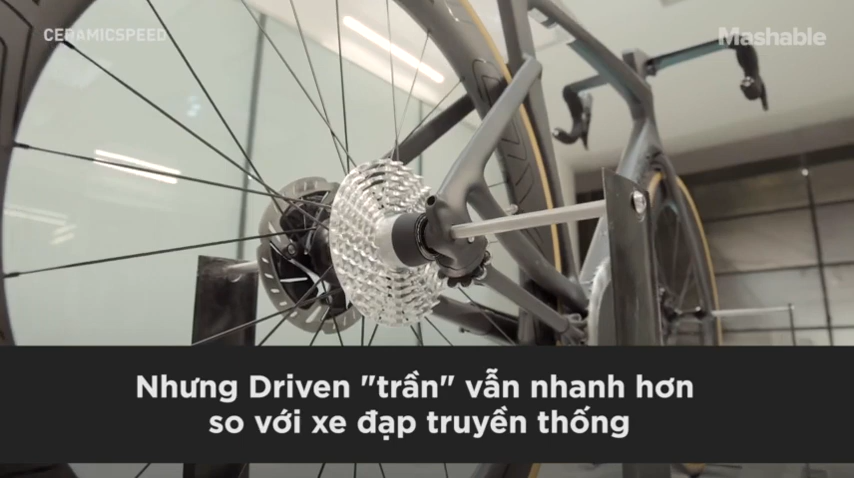 CERAMICSPEED
Mashable
Nhưng Driven "trần" vẫn nhanh hơn
so với xe đạp truyền thống